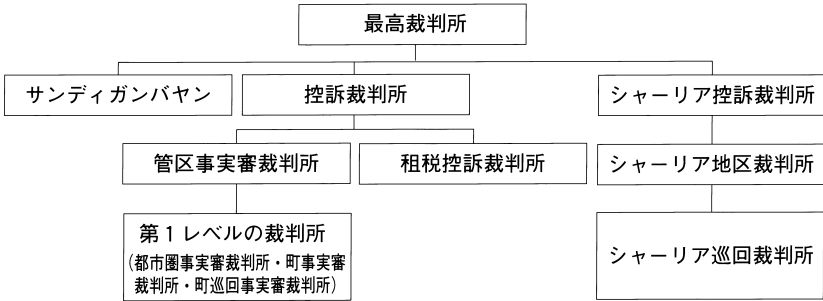 最高裁判所
サンディガンバヤン
控訴裁判所
シャーリア控訴裁判所
管区事実審裁判所
租税控訴裁判所
シャーリア地区裁判所
第1レベルの裁判所
(都市圏事実審裁判所・町事実審
裁判所・町巡回事実審裁判所)
シャーリア巡回裁判所